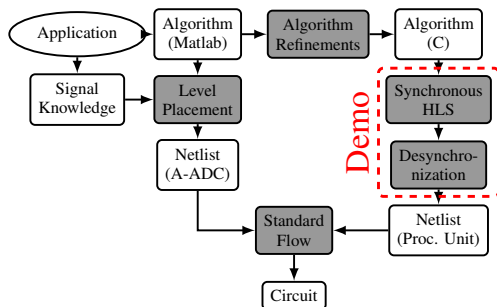 Application
Algorithm
(Matlab)
Algorithm
Refinements
Algorithm
(C)
Signal
Knowledge
Level
Placement
Synchronous
HLS
Demo
Netlist
(A-ADC)
Desynchro-
nization
Standard
Flow
Netlist
(Proc. Unit)
Circuit